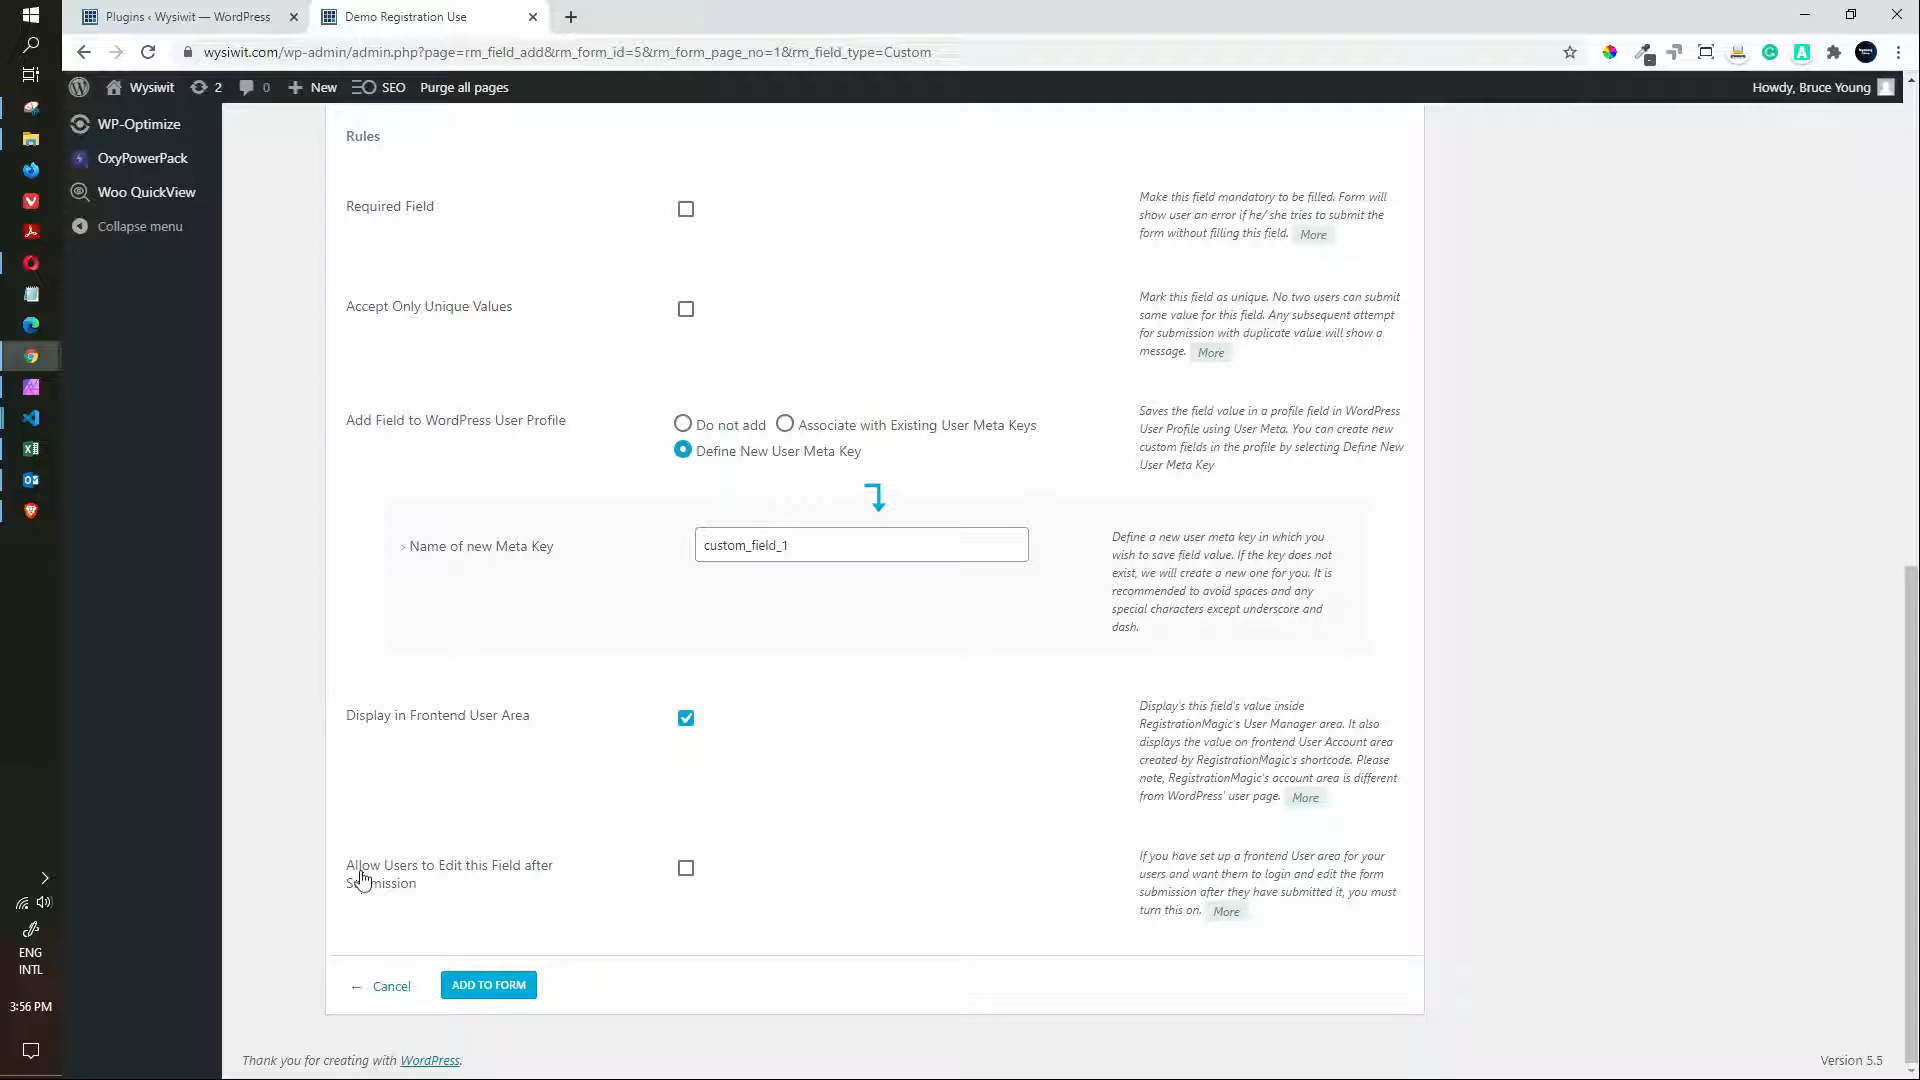 Plugins ‹ Wysiwit — WordPress
Demo Registration Use
wysiwit.com/wp-admin/admin.php?page=rm_field_add&rm_form_id=5&rm_form_page_no=1&rm_field_type=Custom
Wysiwit 2 0 New SEO Purge all pages
Howdy, Bruce Young
WP-Optimize
OxyPowerPack
Woo QuickView
Collapse menu
Rules
Required Field
Make this field mandatory to be filled. Form will
show user an error if he/ she tries to submit the
form without filling this field. More
Accept Only Unique Values
Mark this field as unique. No two users can submit
same value for this field. Any subsequent attempt
for submission with duplicate value will show a
message. More
Add Field to WordPress User Profile
Do not add Associate with Existing User Meta Keys
Define New User Meta Key
Saves the field value in a profile field in WordPress
User Profile using User Meta. You can create new
custom fields in the profile by selecting Define New
User Meta Key
› Name of new Meta Key
custom_field_1
Define a new user meta key in which you
wish to save field value. If the key does not
exist, we will create a new one for you. It is
recommended to avoid spaces and any
special characters except underscore and
dash.
Display in Frontend User Area
Display's this field's value inside
RegistrationMagic's User Manager area. It also
displays the value on frontend User Account area
created by RegistrationMagic's shortcode. Please
note, RegistrationMagic's account area is different
from WordPress' user page. More
Allow Users to Edit this Field after
Submission
If you have set up a frontend User area for your
users and want them to login and edit the form
submission after they have submitted it, you must
turn this on. More
← Cancel
ADD TO FORM
Thank you for creating with WordPress.
Version 5.5
ENG
INTL
3:56 PM